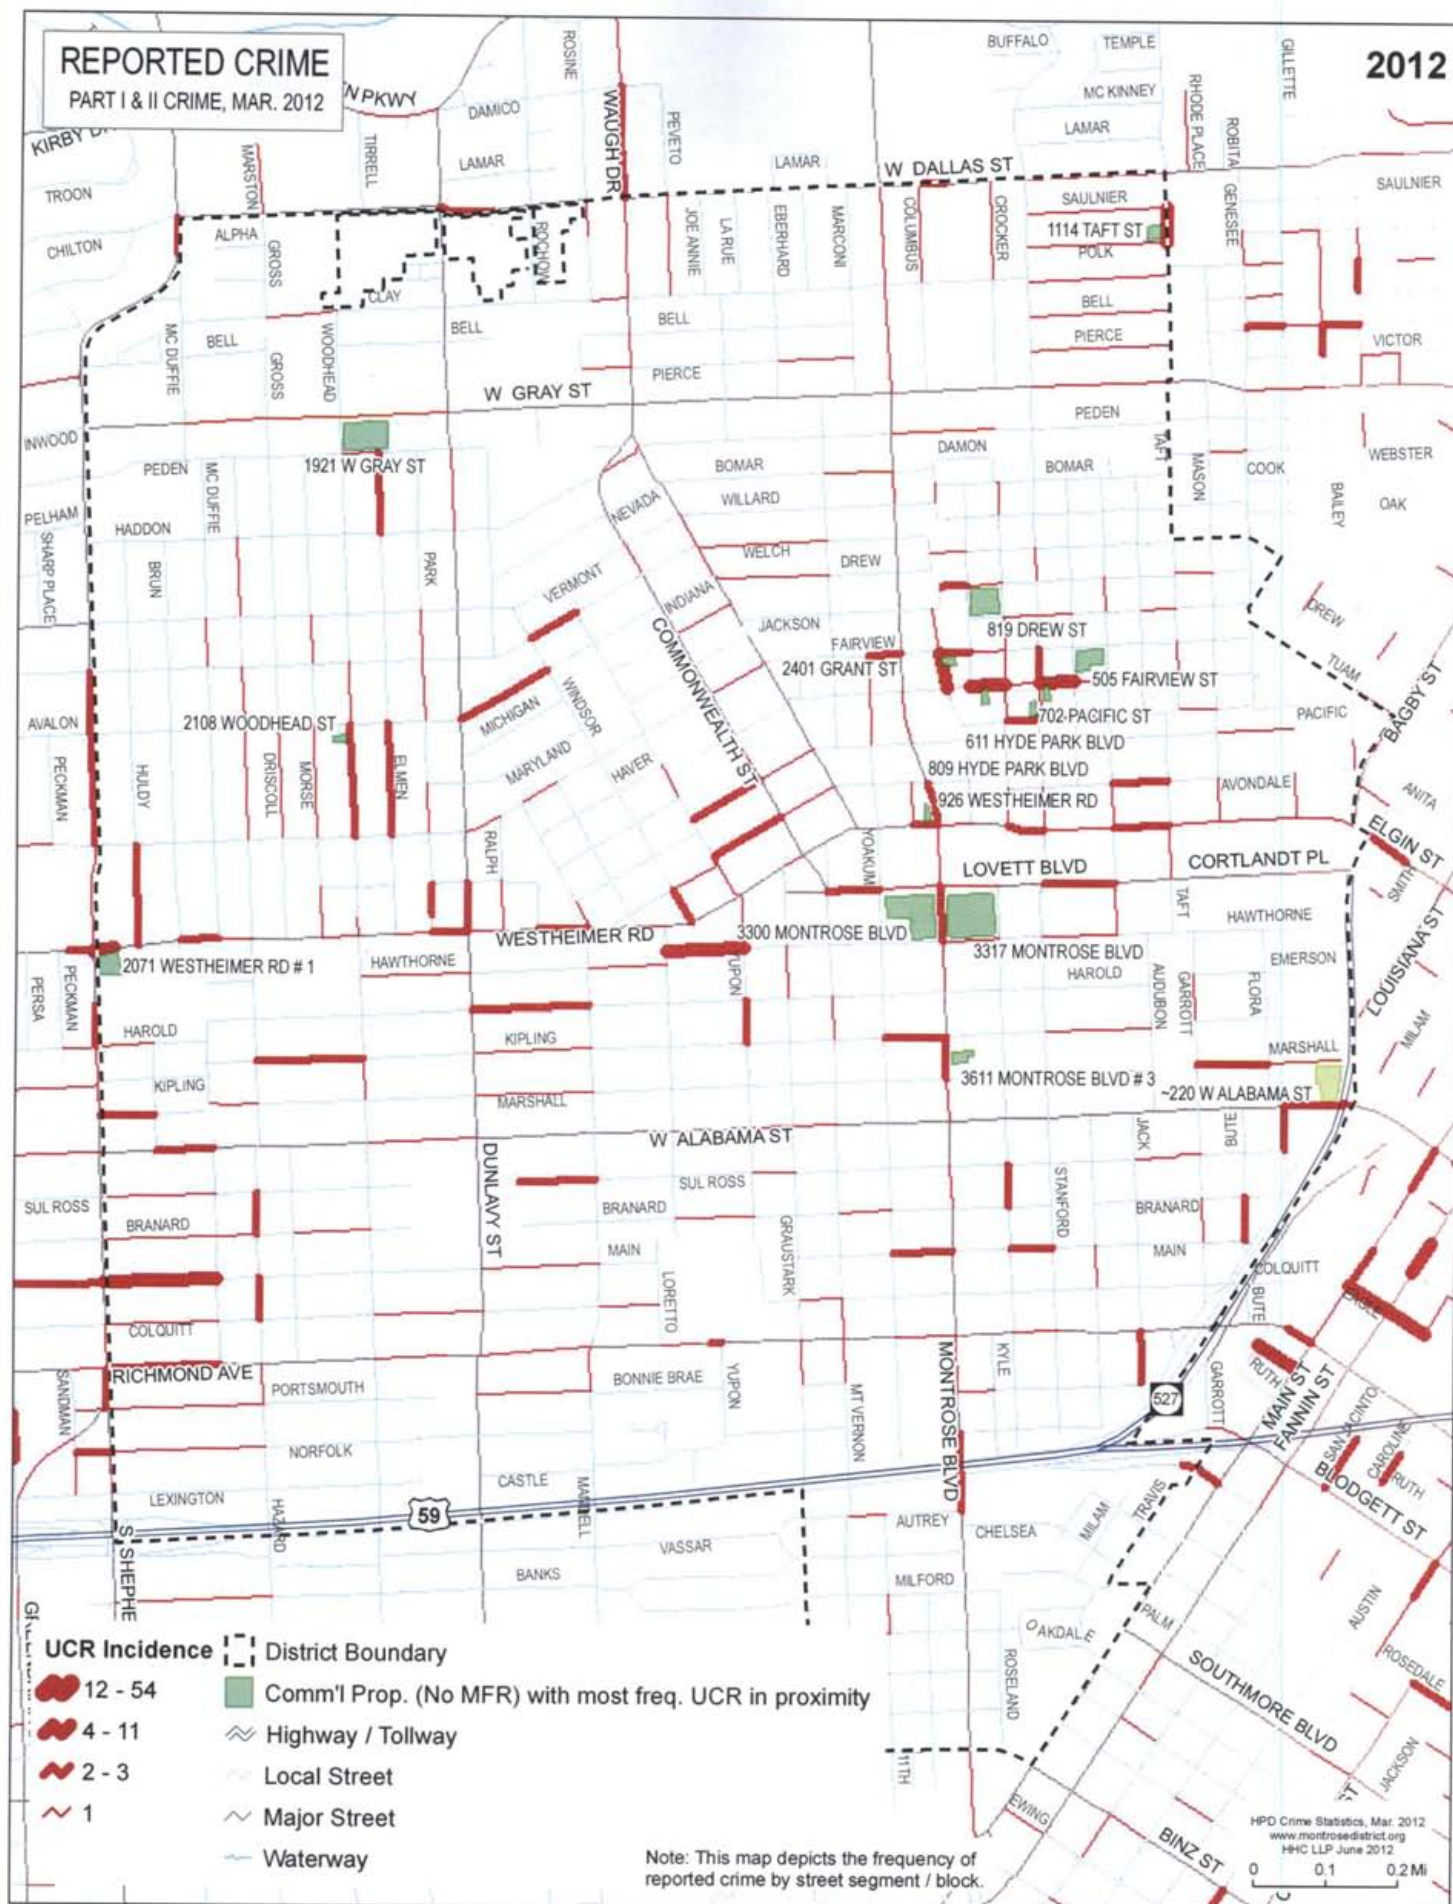 REPORTED CRIME
PART I & II CRIME, MAR. 2012
2012
N PKWY
KIRBY
TROON
CHILTON
MARSTON
TIRRELL
DAMICO
LAMAR
ROSINE
WAUGH DR
PEVETO
LAMAR
W DALLAS ST
BUFFALO
TEMPLE
MC KINNEY
LAMAR
RHODE PLACE
ROBITA
GILLETTE
GENESEE
SAULNIER
SAULNIER
1114 TAFT ST
POLK
BELL
PIERCE
VICTOR
ALPHA
GROSS
CLAY
ROCHOW
JOE ANNIE
LA RUE
EBERHARD
MARCONI
COLUMBUS
CROCKER
MC DUFFIE
BELL
GROSS
WOODHEAD
BELL
BELL
PIERCE
W GRAY ST
PEDEN
INWOOD
PEDEN
MC DUFFIE
1921 W GRAY ST
BOMAR
DAMON
BOMAR
TAFT
MASON
COOK
WEBSTER
BAILEY
OAK
PELHAM
HADDON
NEVADA
WILLARD
SHARP PLACE
BRUN
PARK
VERMONT
WELCH
DREW
INDIANA
JACKSON
FAIRVIEW
819 DREW ST
DREW
COMMONWEALTH ST
2401 GRANT ST
505 FAIRVIEW ST
TUAM
BAGBY ST
AVALON
2108 WOODHEAD ST
MICHIGAN
WINDSOR
702 PACIFIC ST
PACIFIC
611 HYDE PARK BLVD
PECKMAN
HULDY
DRISCOLL
MORSE
ELMEN
MARYLAND
HAVER
809 HYDE PARK BLVD
AVONDALE
ANITA
926 WESTHEIMER RD
RALPH
YOAKUM
LOVETT BLVD
CORTLANDT PL
ELGIN ST
SMITH
TAFT
HAWTHORNE
LOUISIANA ST
WESTHEIMER RD
3300 MONTROSE BLVD
3317 MONTROSE BLVD
PERSA
PECKMAN
2071 WESTHEIMER RD # 1
HAWTHORNE
YUPON
HAROLD
AUDUBON
GARROTT
FLORA
EMERSON
MILAM
HAROLD
KIPLING
MARSHALL
KIPLING
3611 MONTROSE BLVD # 3
MARSHALL
~220 W ALABAMA ST
W ALABAMA ST
JACK
BUTE
SUL ROSS
BRANARD
DUNLAVY ST
SUL ROSS
BRANARD
MAIN
LORETTO
GRAUSTARK
STANFORD
BRANARD
MAIN
COLQUITT
BUTE
EAGLE
COLQUITT
RICHMOND AVE
SANDMAN
PORTSMOUTH
BONNIE BRAE
YUPON
MT VERNON
MONTROSE BLVD
KYLE
527
GARROTT
RUTH
MAIN ST
FANNIN ST
SAN JACINTO
CAROLINE
RUTH
BLODGETT ST
NORFOLK
LEXINGTON
HAZARD
59
CASTLE
MANDELL
VASSAR
BANKS
AUTREY
CHELSEA
MILAM
TRAVIS
MILFORD
OAKDALE
PALM
AUSTIN
ROSEDALE
SOUTHMORE BLVD
ROSELAND
JACKSON
ST
11TH
EWING
BINZ ST
S SHEPHE
UCR Incidence
12 - 54
4 - 11
2 - 3
1
District Boundary
Comm'l Prop. (No MFR) with most freq. UCR in proximity
Highway / Tollway
Local Street
Major Street
Waterway
Note: This map depicts the frequency of
reported crime by street segment / block.
HPD Crime Statistics, Mar. 2012
www.montrosedistrict.org
HHC LLP June 2012
0 0.1 0.2 Mi